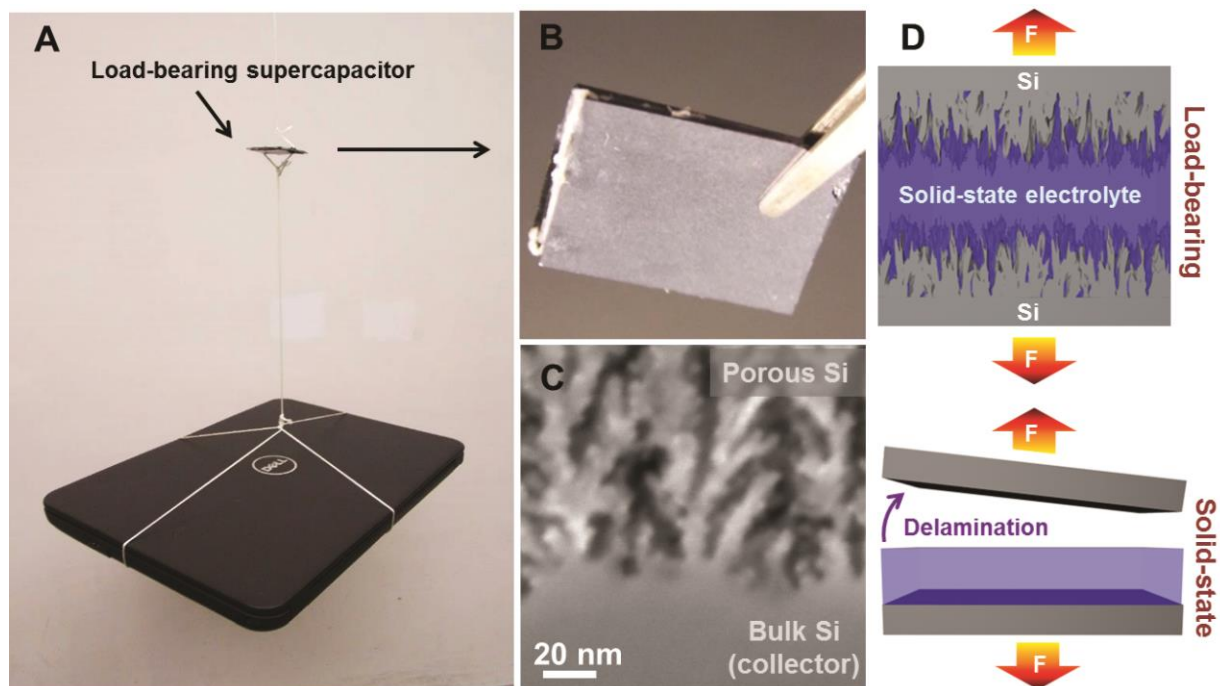 A
Load-bearing supercapacitor
DELL
B
C
Porous Si
Bulk Si
(collector)
20 nm
D
F
Si
Solid-state electrolyte
Si
F
Load-bearing
F
Delamination
F
Solid-state